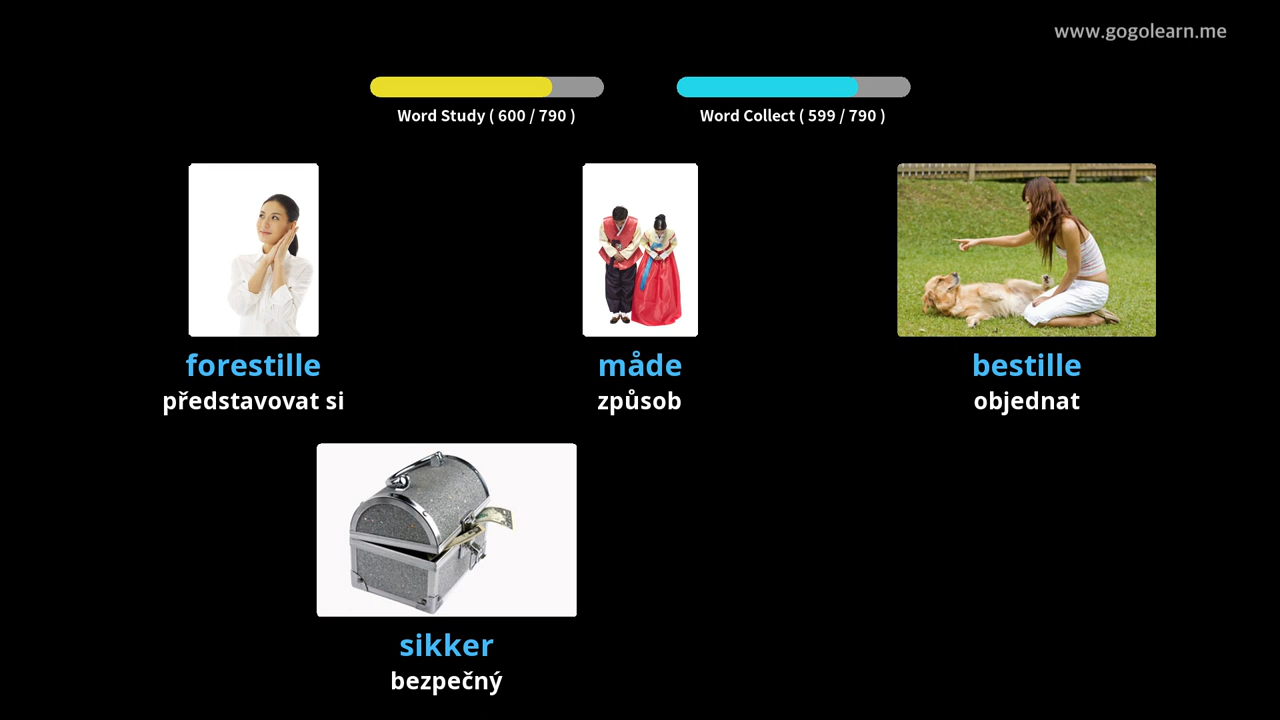 www.gogolearn.me
Word Study ( 600 / 790 )
Word Collect ( 599 / 790 )
forestille
představovat si
måde
způsob
bestille
objednat
sikker
bezpečný